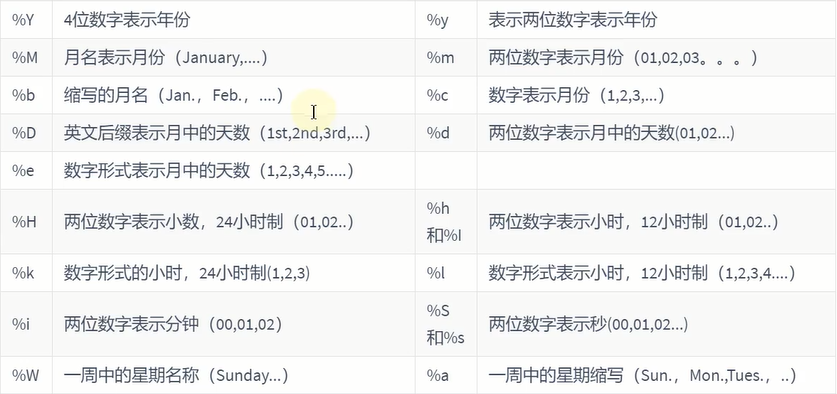 %Y 4位数字表示年份 %y 表示两位数字表示年份
%M 月名表示月份（January,....） %m 两位数字表示月份（01,02,03。。。）
%b 缩写的月名（Jan.，Feb.，....） %c 数字表示月份（1,2,3,...）
%D 英文后缀表示月中的天数（1st,2nd,3rd,...） %d 两位数字表示月中的天数(01,02...)
%e 数字形式表示月中的天数（1,2,3,4,5.....）
%H 两位数字表示小数，24小时制（01,02..） %h
和%I 两位数字表示小时，12小时制（01,02..）
%k 数字形式的小时，24小时制(1,2,3) %l 数字形式表示小时，12小时制（1,2,3,4....）
%i 两位数字表示分钟（00,01,02） %S
和%s 两位数字表示秒(00,01,02...)
%W 一周中的星期名称（Sunday...） %a 一周中的星期缩写（Sun.，Mon.,Tues.，..）